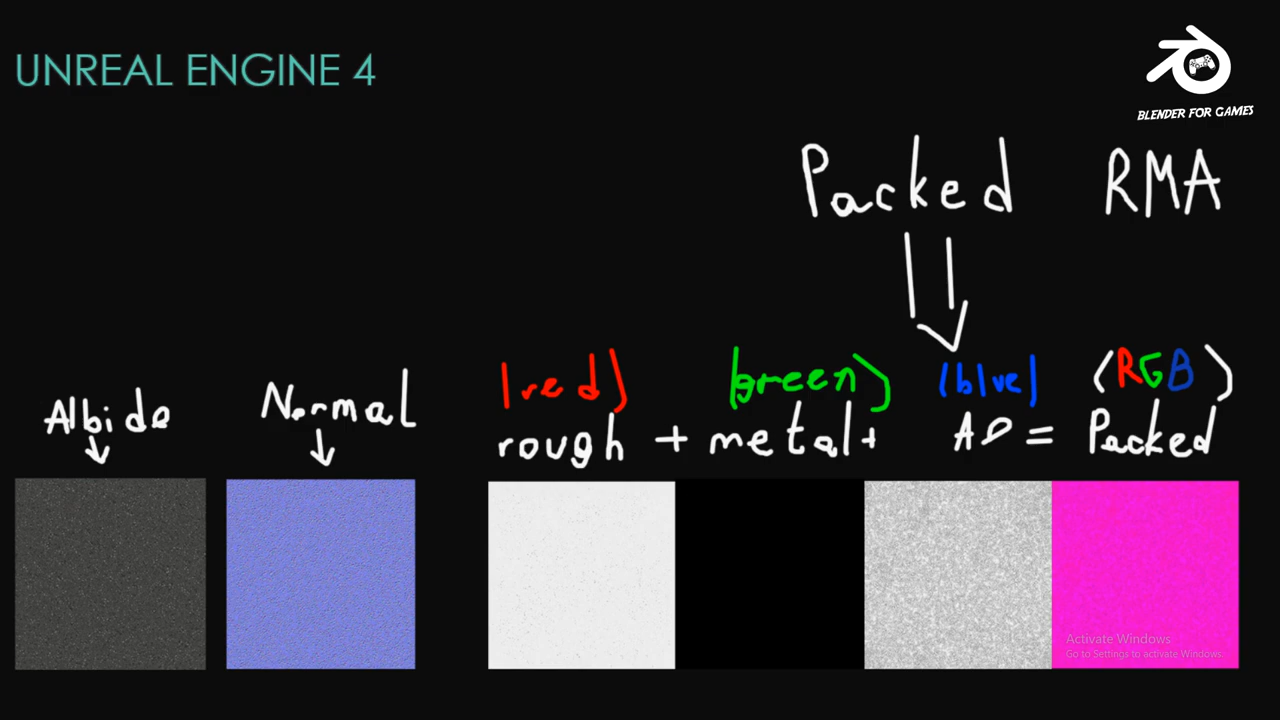 UNREAL ENGINE 4
BLENDER FOR GAMES
Packed RMA
(red) (green) (blue) (RGB)
Albido Normal rough + metal + AO = Packed
Activate Windows
Go to Settings to activate Windows.